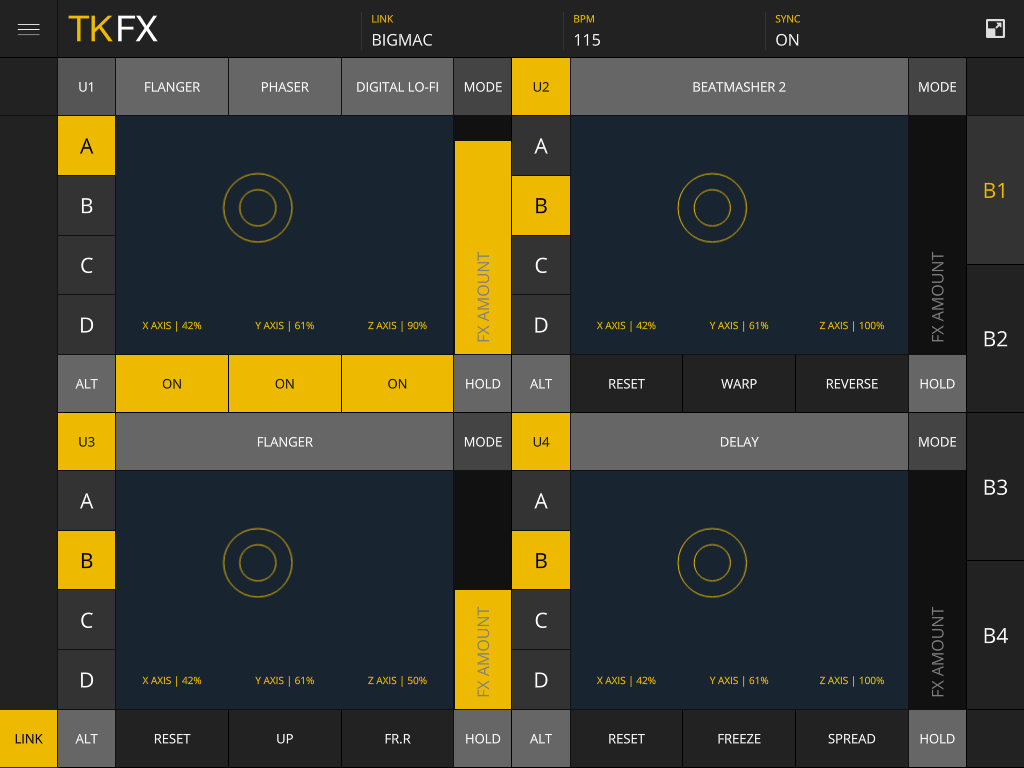 TKFX
LINK
BIGMAC
BPM
115
SYNC
ON
U1 FLANGER PHASER DIGITAL LO-FI MODE
A
B
C
D
X AXIS | 42% Y AXIS | 61% Z AXIS | 90%
FX AMOUNT
ALT ON ON ON HOLD
U2 BEATMASHER 2 MODE
A
B
C
D
X AXIS | 42% Y AXIS | 61% Z AXIS | 100%
FX AMOUNT
ALT RESET WARP REVERSE HOLD
U3 FLANGER MODE
A
B
C
D
X AXIS | 42% Y AXIS | 61% Z AXIS | 50%
FX AMOUNT
ALT RESET UP FR.R HOLD
U4 DELAY MODE
A
B
C
D
X AXIS | 42% Y AXIS | 61% Z AXIS | 100%
FX AMOUNT
ALT RESET FREEZE SPREAD HOLD
B1
B2
B3
B4
LINK